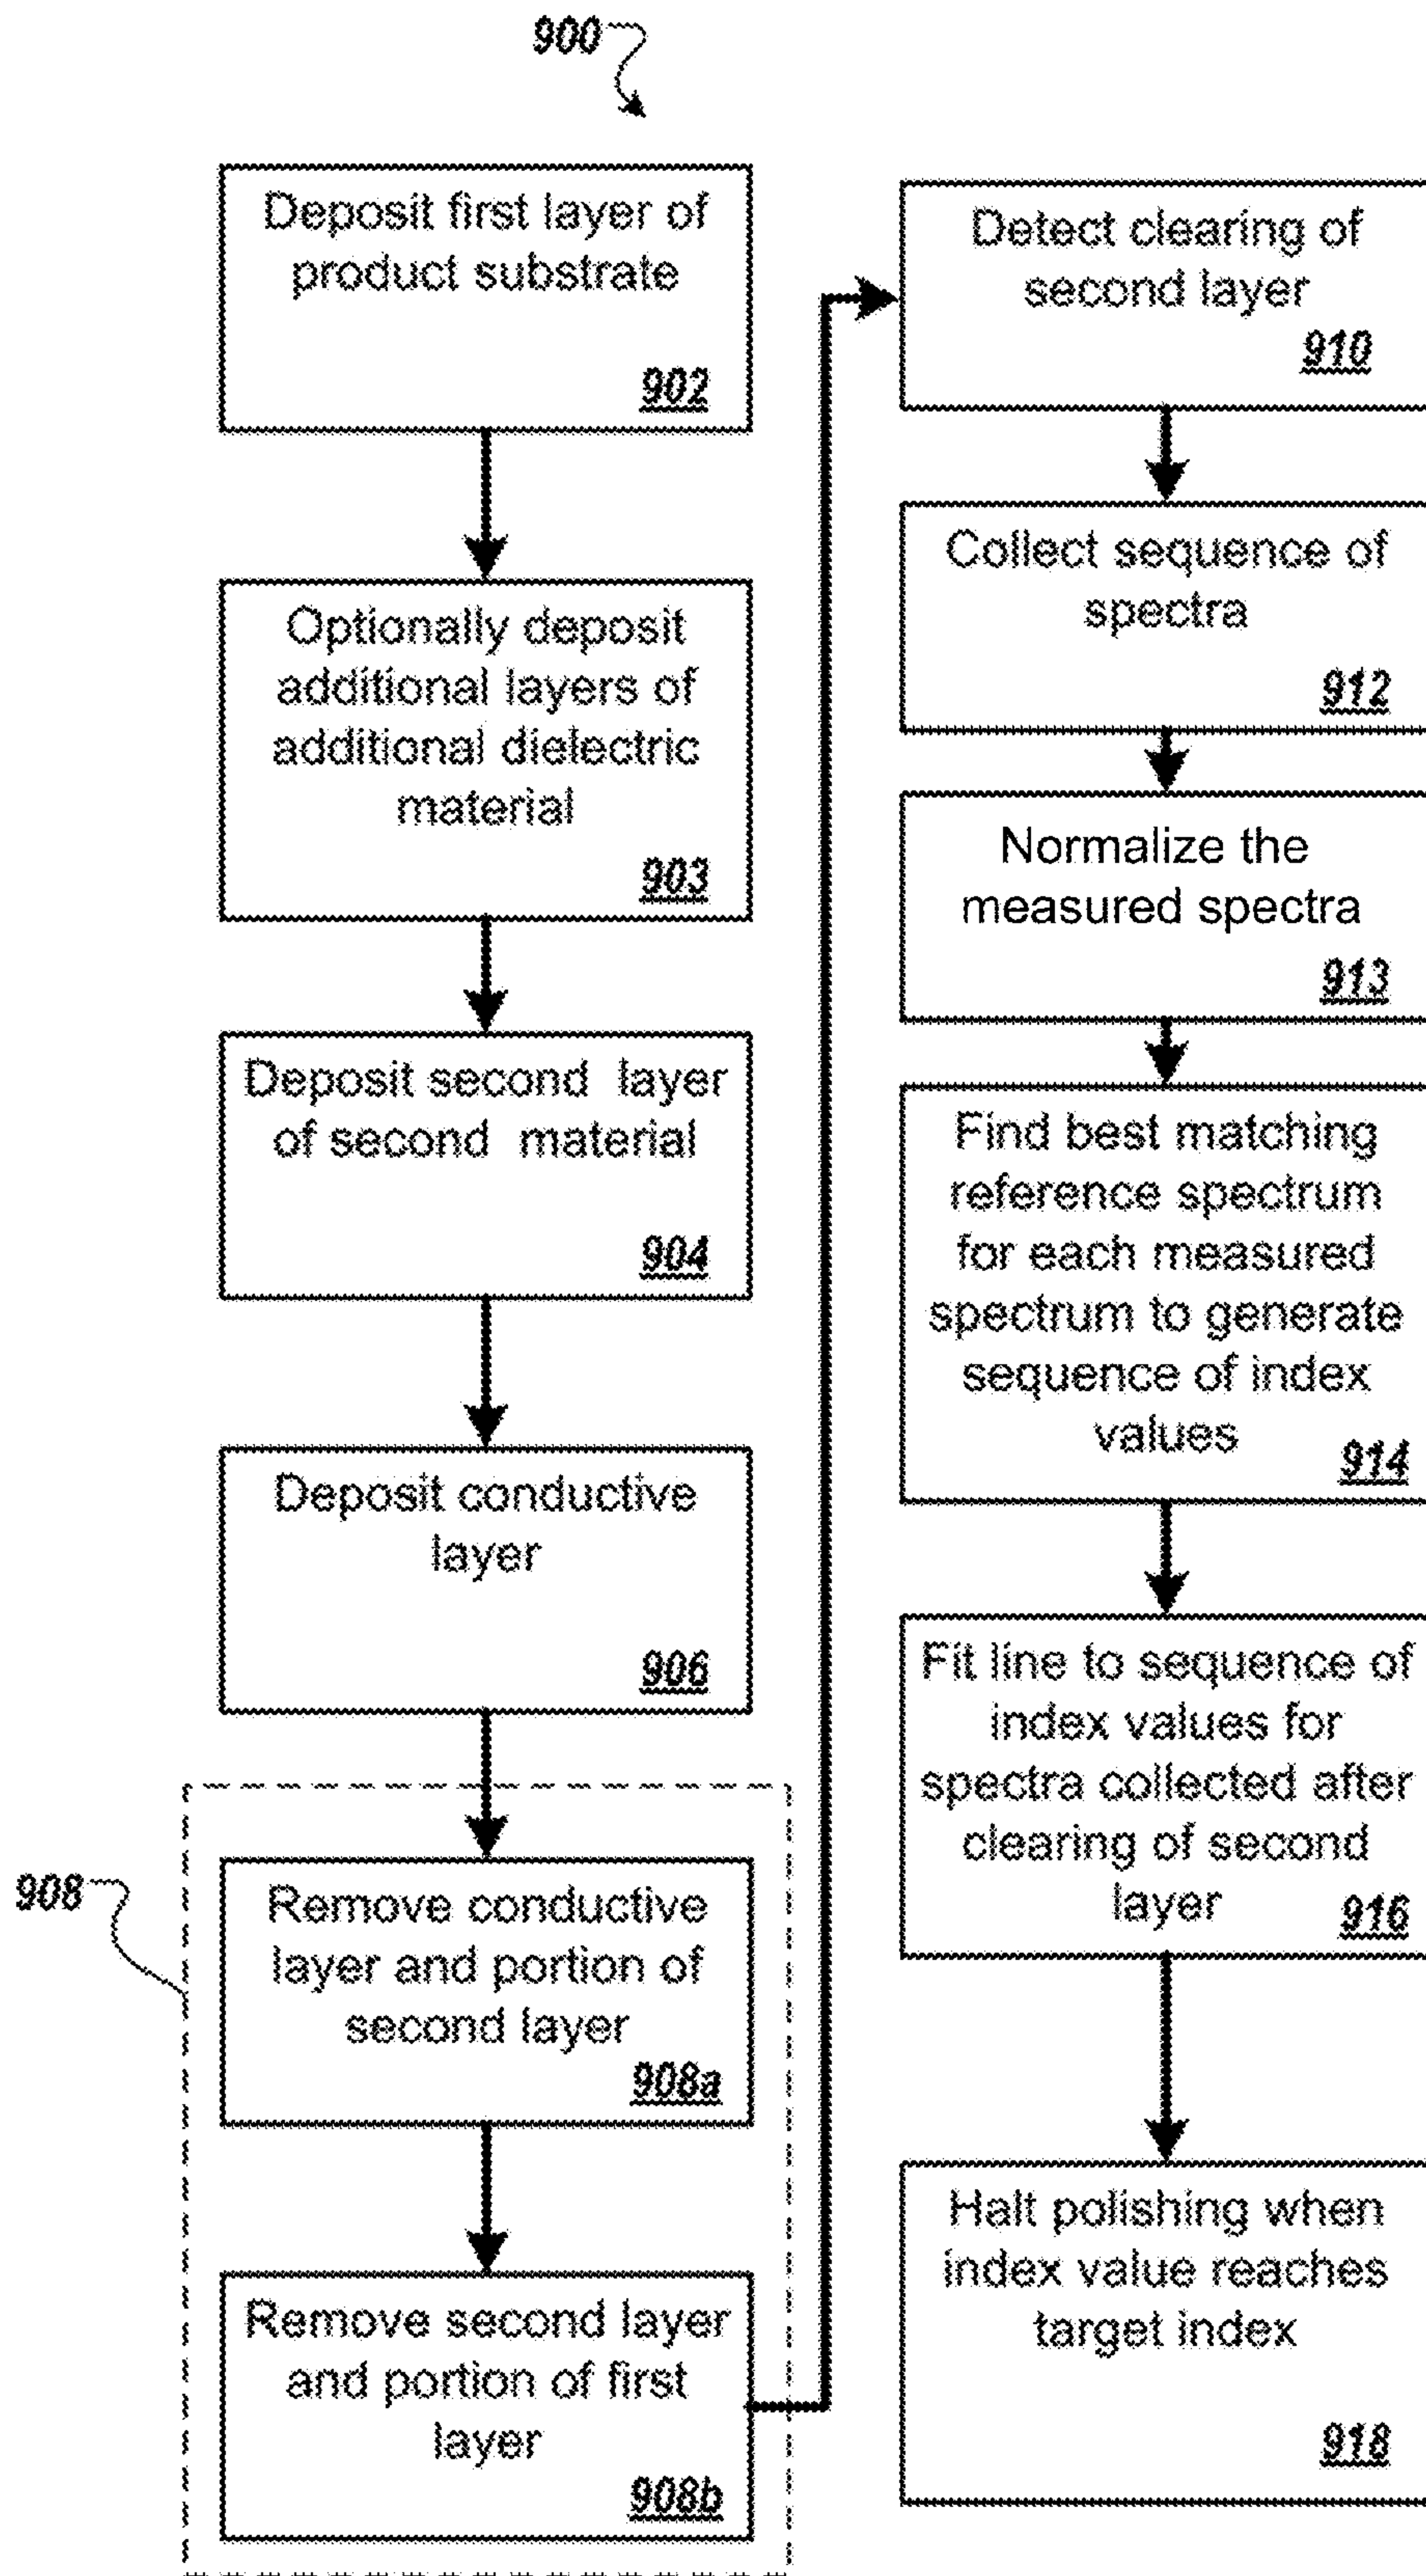 900
Deposit first layer of
product substrate
902
Optionally deposit
additional layers of
additional dielectric
material
903
Deposit second layer
of second material
904
Deposit conductive
layer
906
908
Remove conductive
layer and portion of
second layer
908a
Remove second layer
and portion of first
layer
908b
Detect clearing of
second layer
910
Collect sequence of
spectra
912
Normalize the
measured spectra
913
Find best matching
reference spectrum
for each measured
spectrum to generate
sequence of index
values
914
Fit line to sequence of
index values for
spectra collected after
clearing of second
layer
916
Halt polishing when
index value reaches
target index
918